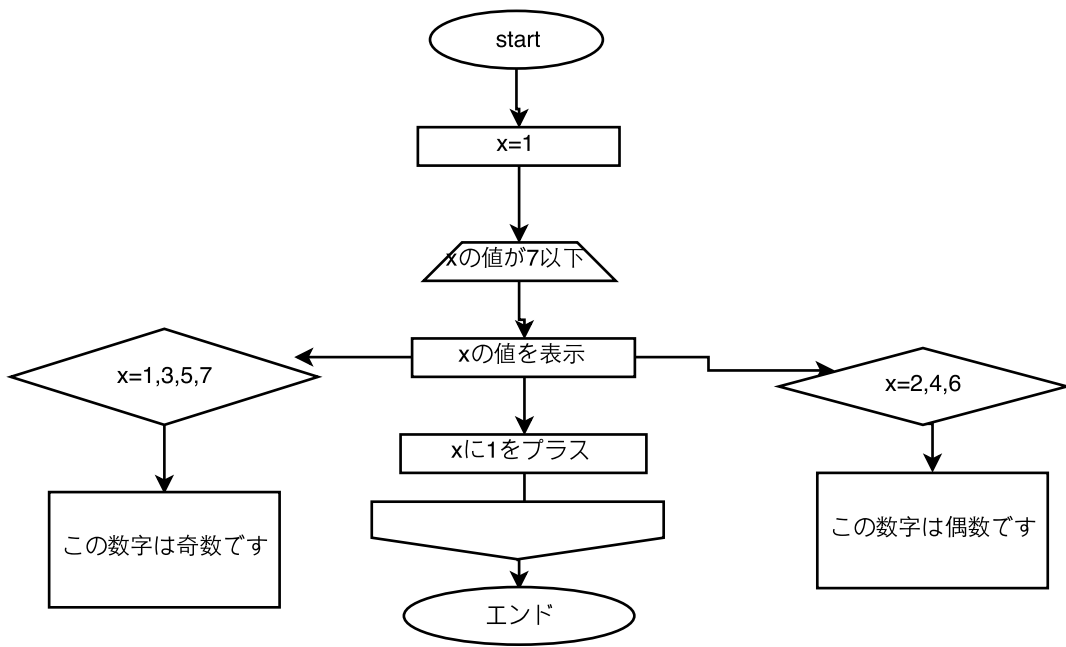 start
x=1
xの値が7以下
xの値を表示
x=1,3,5,7
x=2,4,6
xに1をプラス
この数字は奇数です
この数字は偶数です
エンド